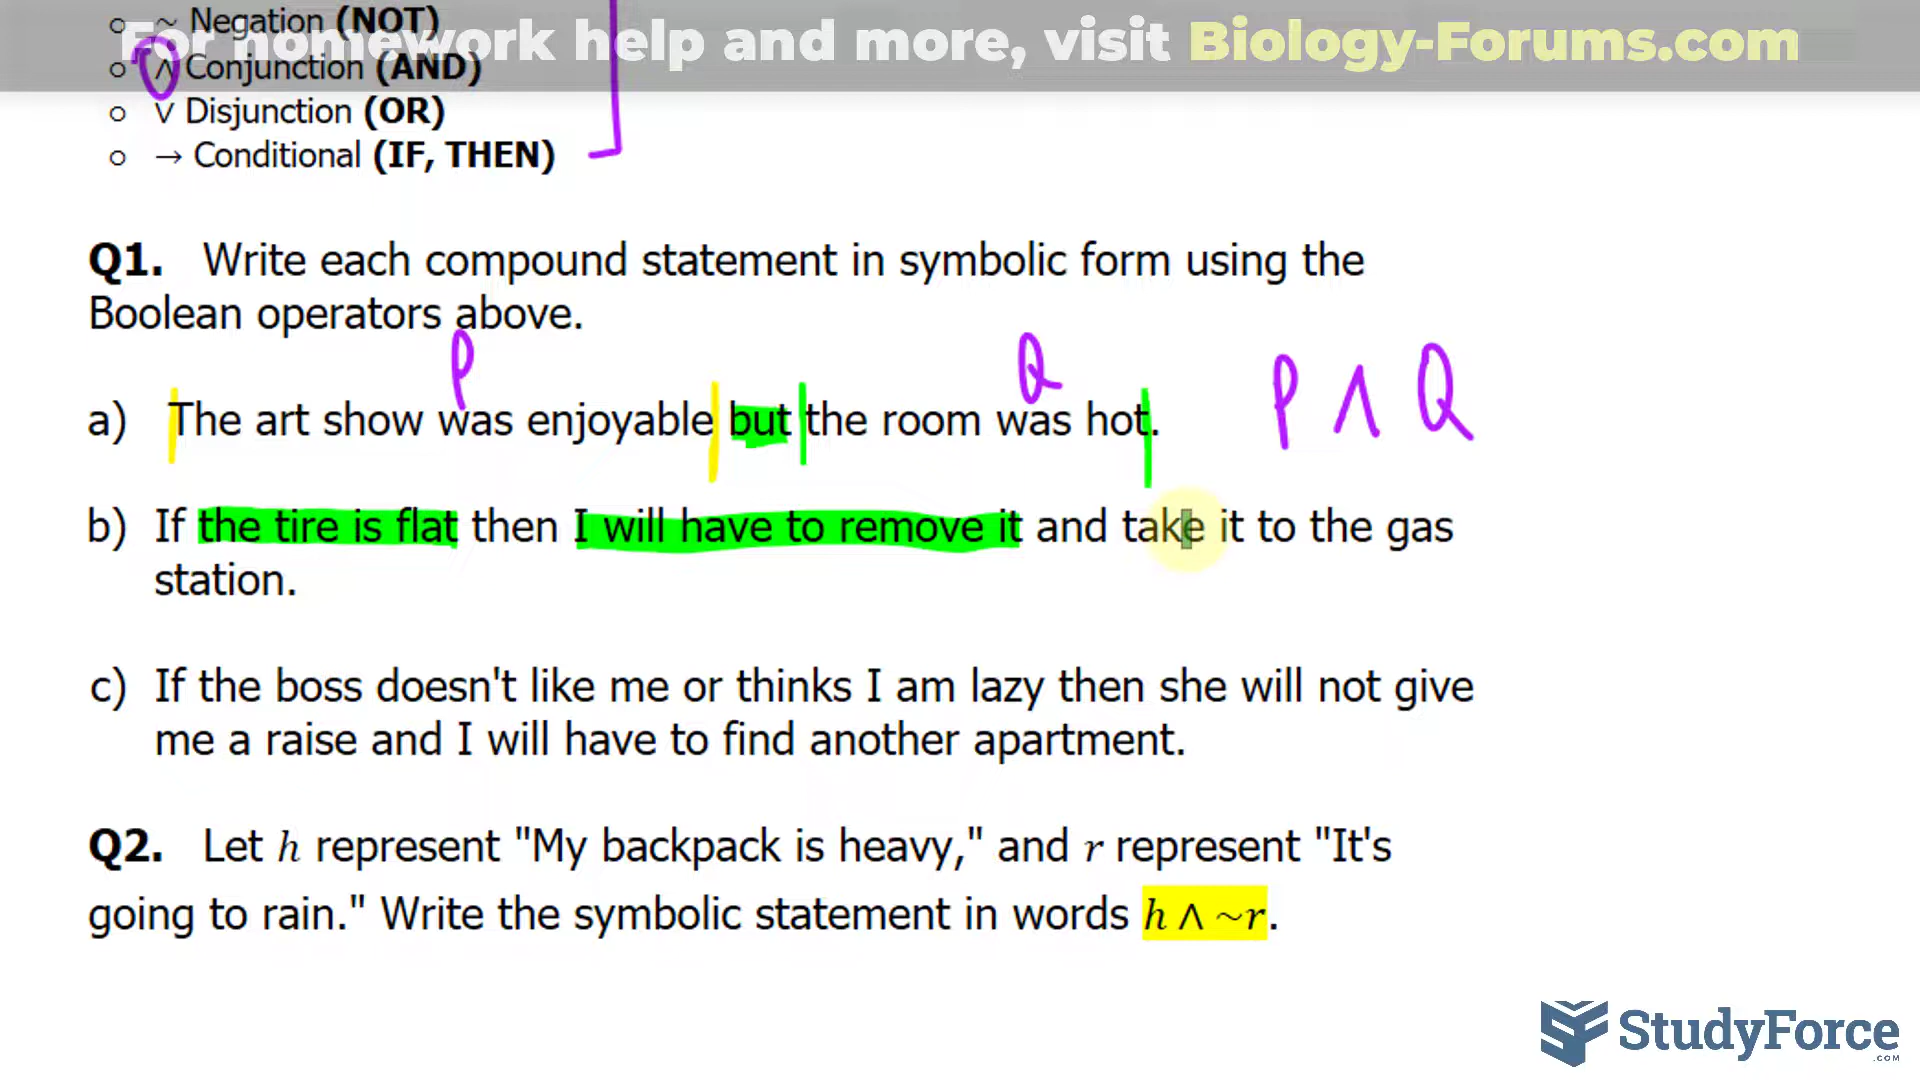 ○ ~ Negation (NOT)
For homework help and more, visit Biology-Forums.com
○ ∧ Conjunction (AND)
○ ∨ Disjunction (OR)
○ → Conditional (IF, THEN)
Q1. Write each compound statement in symbolic form using the
Boolean operators above.
P Q
a) The art show was enjoyable but the room was hot. P ∧ Q
b) If the tire is flat then I will have to remove it and take it to the gas
station.
c) If the boss doesn't like me or thinks I am lazy then she will not give
me a raise and I will have to find another apartment.
Q2. Let h represent "My backpack is heavy," and r represent "It's
going to rain." Write the symbolic statement in words h ∧ ~r.
StudyForce
.COM